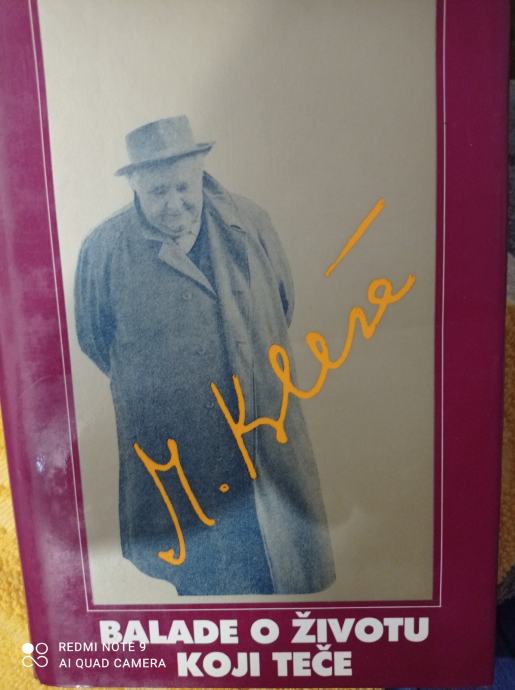 M. Krleža
BALADE O ŽIVOTU
KOJI TEČE
REDMI NOTE 9
AI QUAD CAMERA